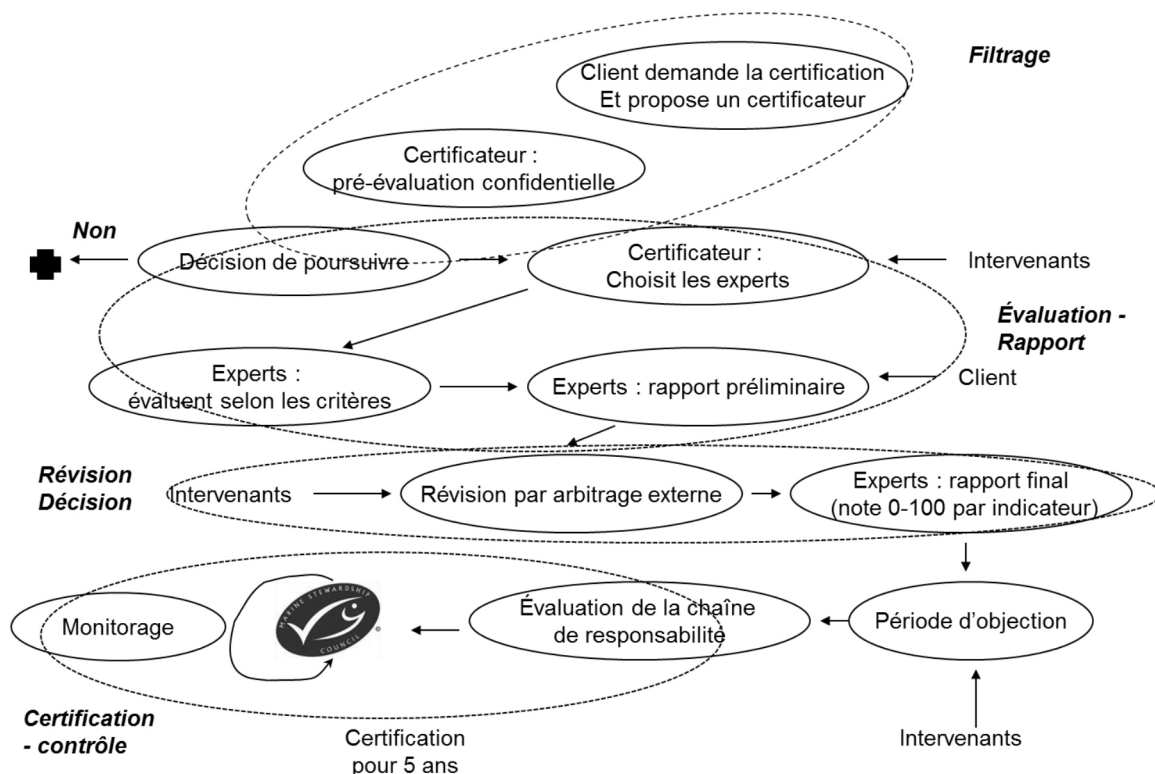 Filtrage
Client demande la certification
Et propose un certificateur
Certificateur :
pré-évaluation confidentielle
Non
Décision de poursuivre
Certificateur :
Choisit les experts
Intervenants
Évaluation -
Rapport
Experts :
évaluent selon les critères
Experts : rapport préliminaire
Client
Révision
Décision
Intervenants
Révision par arbitrage externe
Experts : rapport final
(note 0-100 par indicateur)
Monitorage
MARINE STEWARDSHIP
COUNCIL
Évaluation de la chaîne
de responsabilité
Période d’objection
Certification
- contrôle
Certification
pour 5 ans
Intervenants